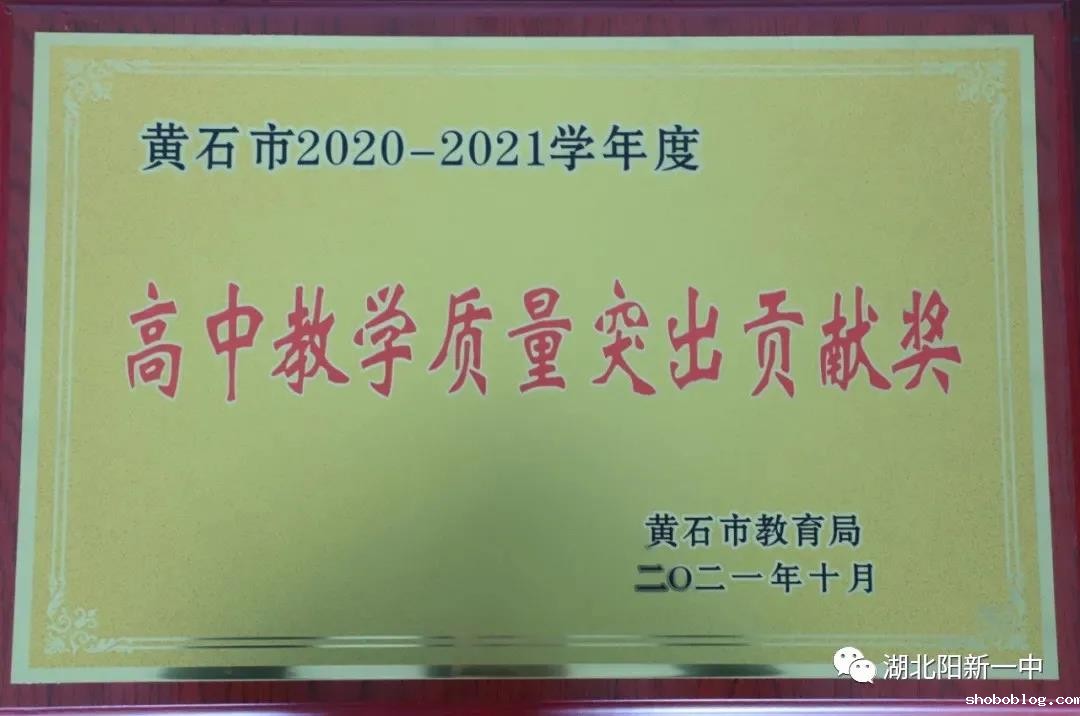 黄石市2020-2021学年度
高中教学质量突出贡献奖
黄石市教育局
二〇二一年十月
湖北阳新一中
shoboblog.com